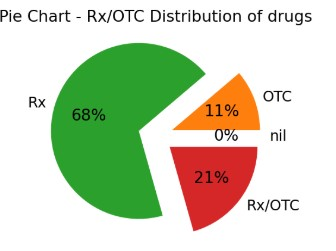 Pie Chart - Rx/OTC Distribution of drugs
Rx
68%
OTC
11%
0%
nil
21%
Rx/OTC